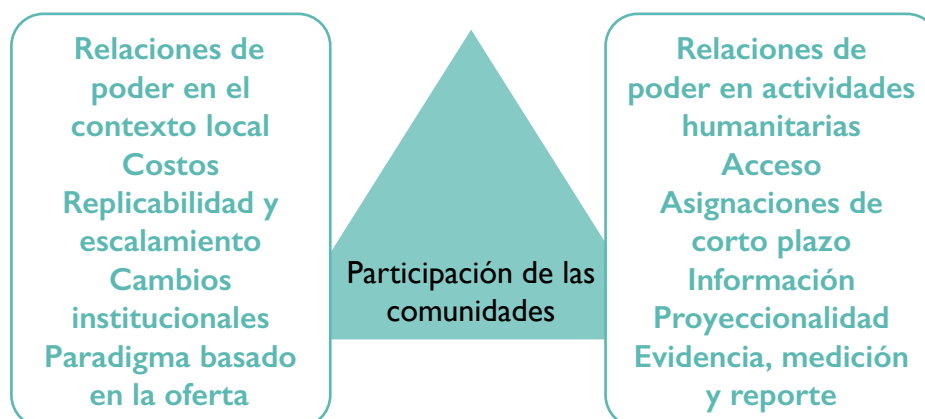 Relaciones de
poder en el
contexto local
Costos
Replicabilidad y
escalamiento
Cambios
institucionales
Paradigma basado
en la oferta
Participación de las
comunidades
Relaciones de
poder en actividades
humanitarias
Acceso
Asignaciones de
corto plazo
Información
Proyeccionalidad
Evidencia, medición
y reporte